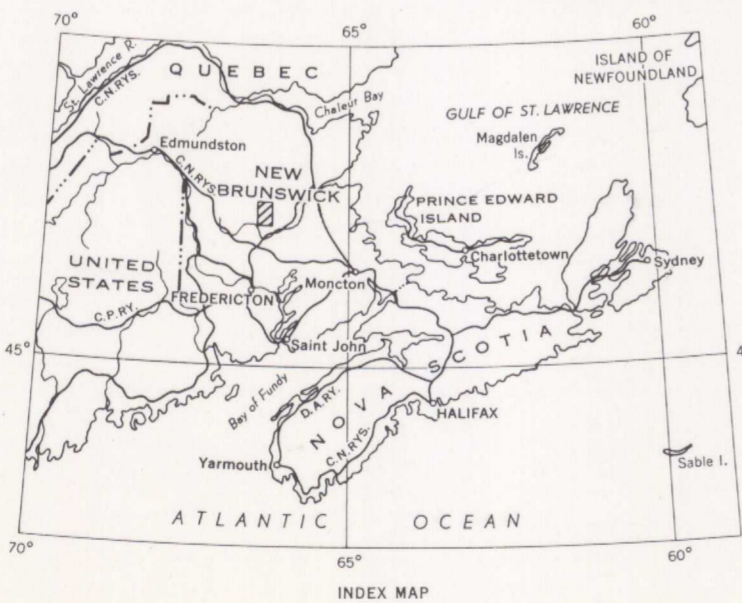 70°
65°
60°
ISLAND OF
NEWFOUNDLAND
St. Lawrence R.
C.N.RYS.
QUEBEC
Chaleur Bay
GULF OF ST. LAWRENCE
Magdalen
Is.
Edmundston
C.N.RYS.
NEW
BRUNSWICK
PRINCE EDWARD
ISLAND
Charlottetown
Sydney
UNITED
STATES
FREDERICTON
Moncton
C.P.RY.
Saint John
45°
4
Bay of Fundy
D.A.RY.
NOVA SCOTIA
C.N.RYS.
HALIFAX
Yarmouth
Sable I.
ATLANTIC OCEAN
70°
65°
60°
4
INDEX MAP